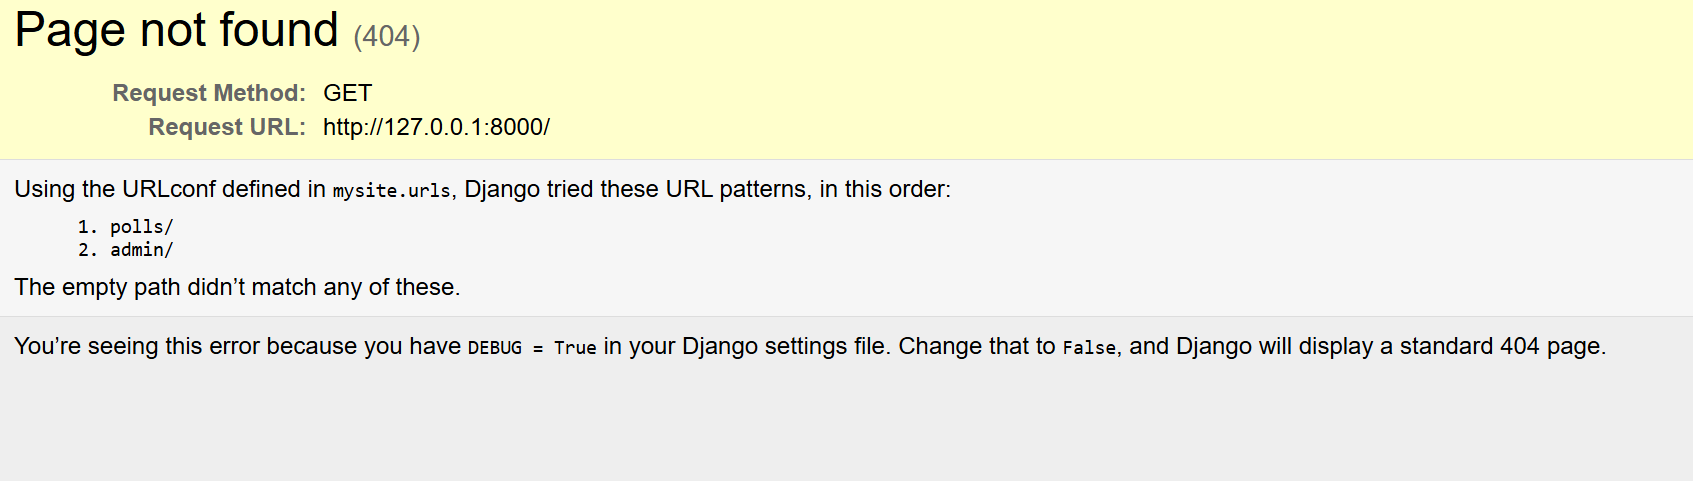 Page not found (404)
Request Method: GET
Request URL: http://127.0.0.1:8000/
Using the URLconf defined in mysite.urls, Django tried these URL patterns, in this order:
1. polls/
2. admin/
The empty path didn’t match any of these.
You’re seeing this error because you have DEBUG = True in your Django settings file. Change that to False, and Django will display a standard 404 page.